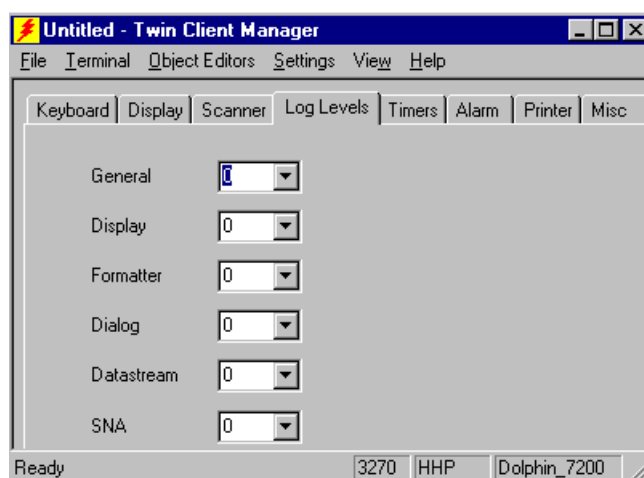 Untitled - Twin Client Manager
File Terminal Object Editors Settings View Help
Keyboard Display Scanner Log Levels Timers Alarm Printer Misc
General 0
Display 0
Formatter 0
Dialog 0
Datastream 0
SNA 0
Ready 3270 HHP Dolphin_7200